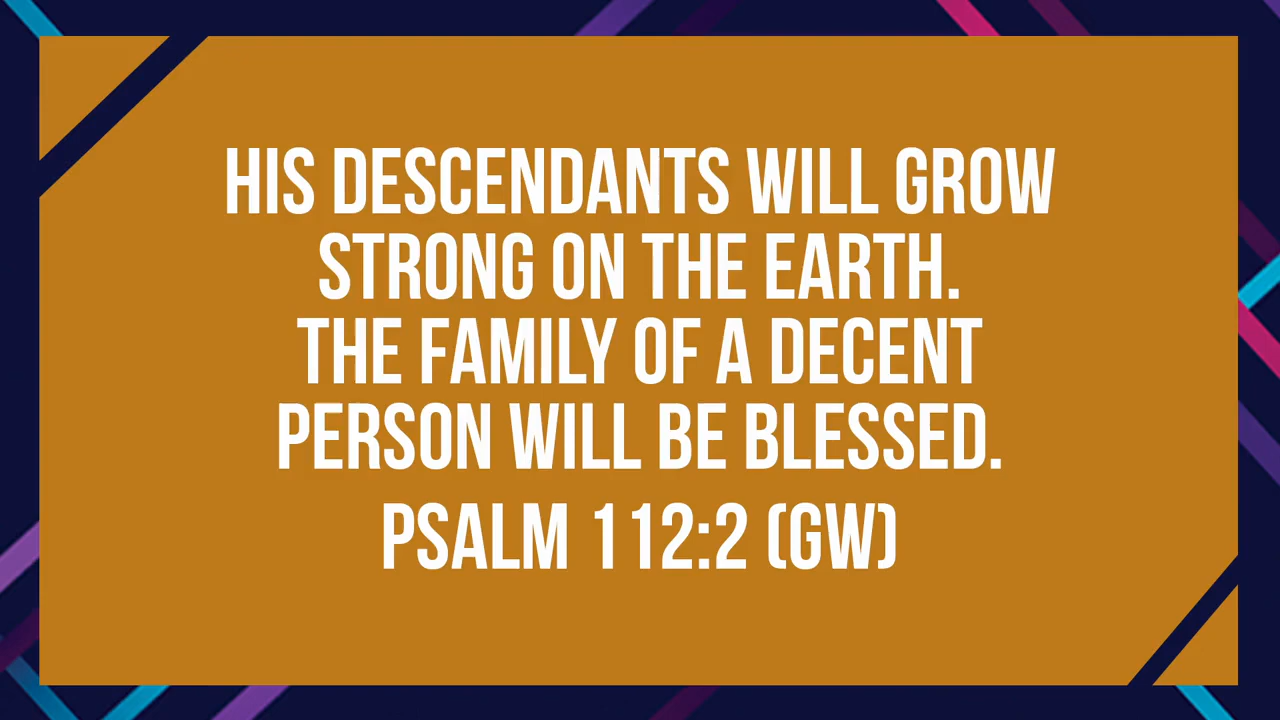 HIS DESCENDANTS WILL GROW
STRONG ON THE EARTH.
THE FAMILY OF A DECENT
PERSON WILL BE BLESSED.
PSALM 112:2 (GW)